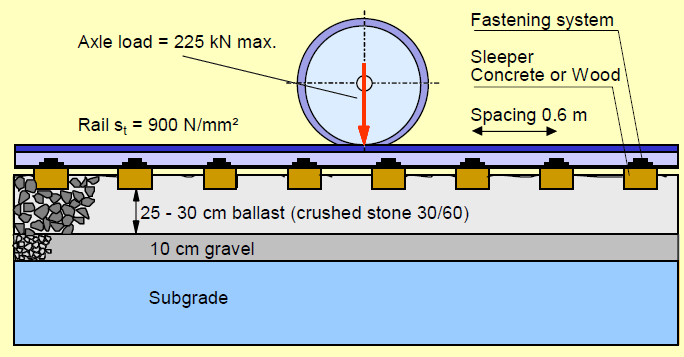 Fastening system
Axle load = 225 kN max.
Sleeper
Concrete or Wood
Spacing 0.6 m
Rail sₜ = 900 N/mm²
25 - 30 cm ballast (crushed stone 30/60)
10 cm gravel
Subgrade